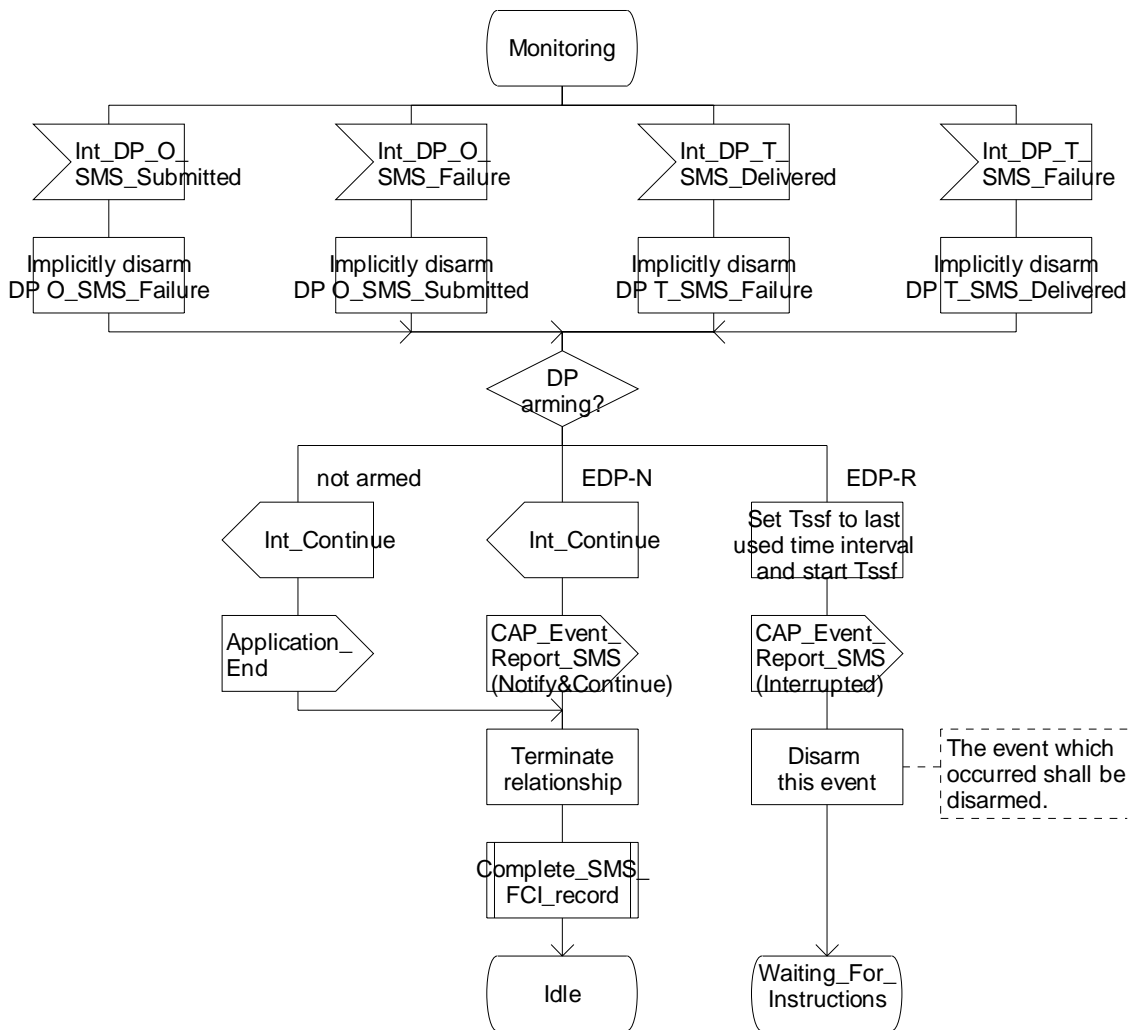 Monitoring
Int_DP_O_
SMS_Submitted
Int_DP_O_
SMS_Failure
Int_DP_T_
SMS_Delivered
Int_DP_T_
SMS_Failure
Implicitly disarm
DP O_SMS_Failure
Implicitly disarm
DP O_SMS_Submitted
Implicitly disarm
DP T_SMS_Failure
Implicitly disarm
DP T_SMS_Delivered
DP
arming?
not armed
EDP-N
EDP-R
Int_Continue
Int_Continue
Set Tssf to last
used time interval
and start Tssf
Application_
End
CAP_Event_
Report_SMS
(Notify&Continue)
CAP_Event_
Report_SMS
(Interrupted)
Terminate
relationship
Disarm
this event
The event which
occurred shall be
disarmed.
Complete_SMS_
FCI_record
Idle
Waiting_For_
Instructions